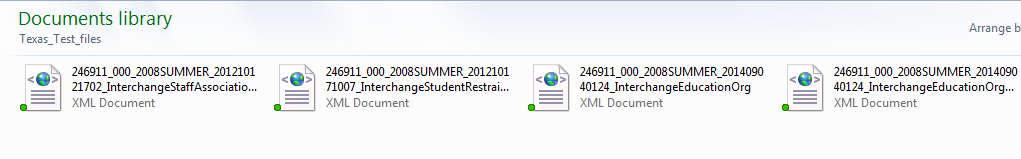 Documents library
Texas_Test_files
Arrange b
246911_000_2008SUMMER_2012101
21702_InterchangeStaffAssociatio...
XML Document
246911_000_2008SUMMER_2012101
71007_InterchangeStudentRestrai...
XML Document
246911_000_2008SUMMER_2014090
40124_InterchangeEducationOrg
XML Document
246911_000_2008SUMMER_2014090
40124_InterchangeEducationOrg...
XML Document